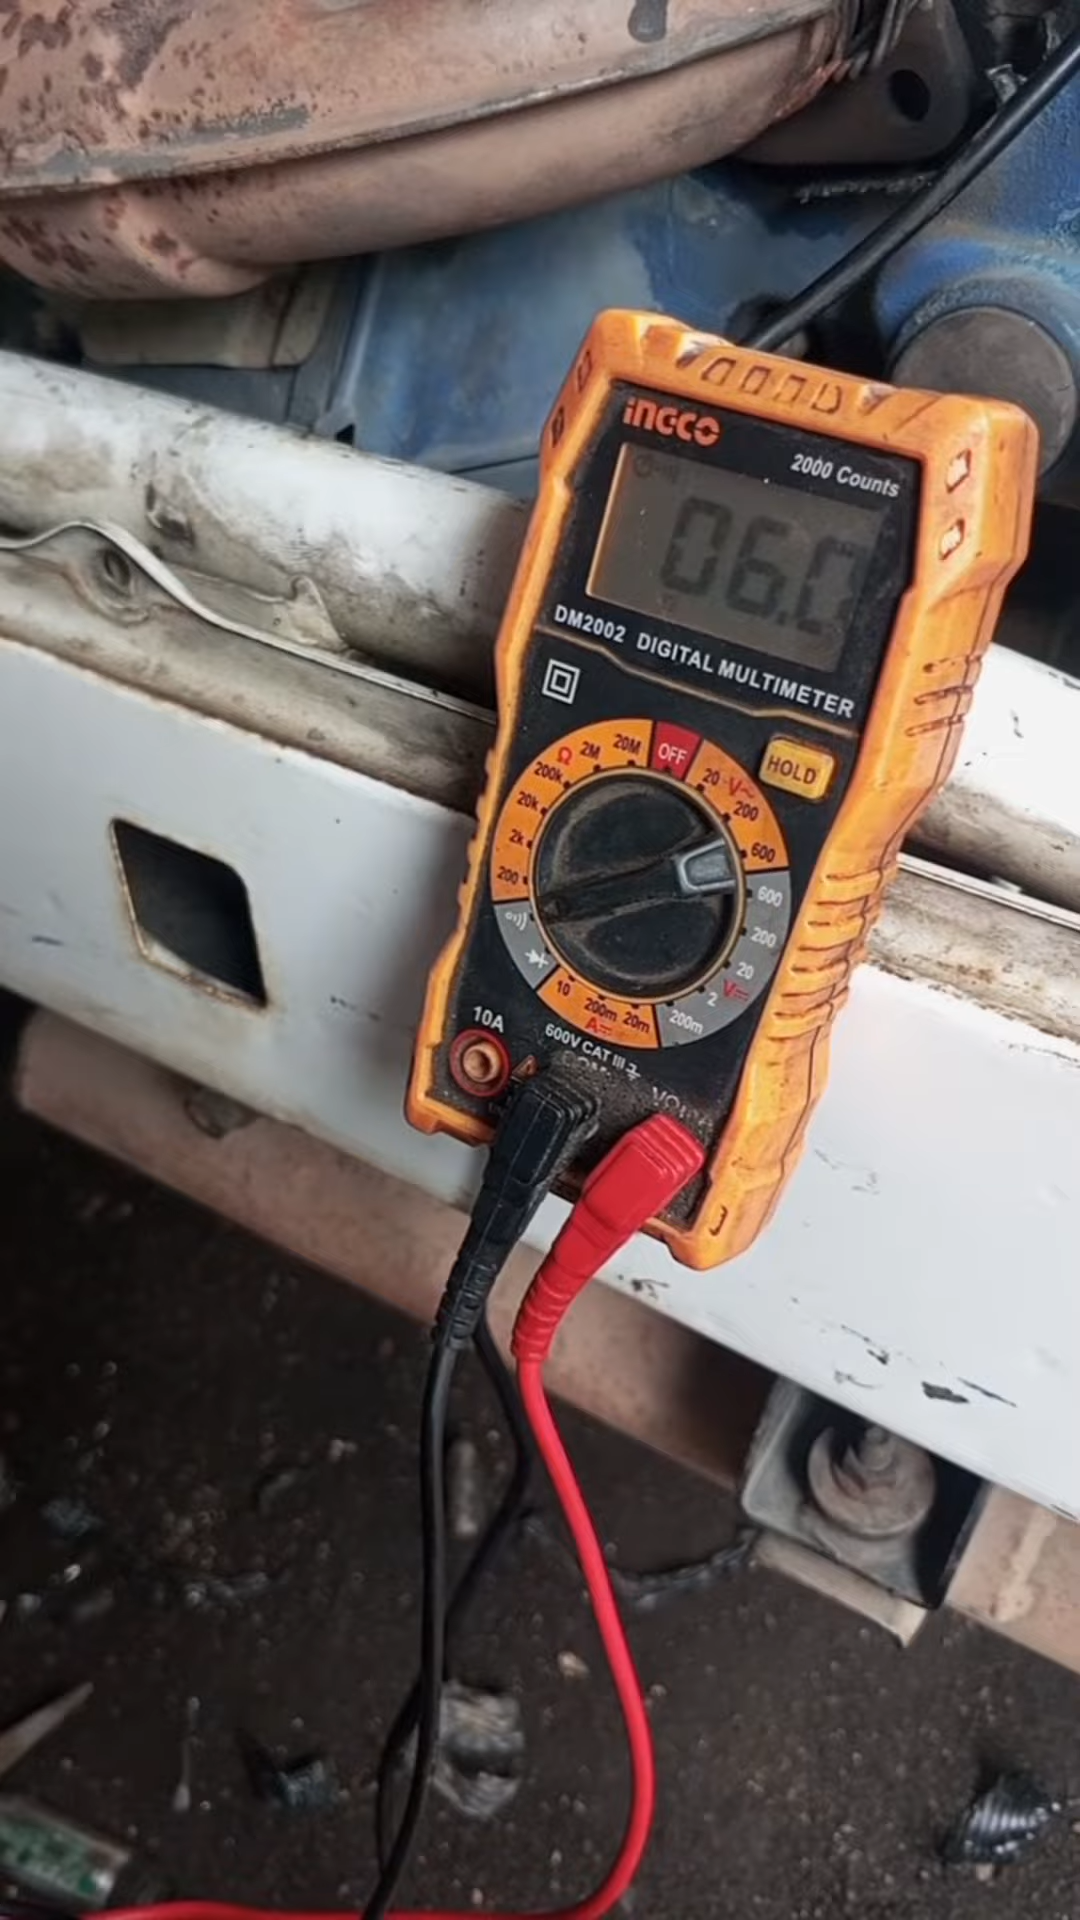 INGCO
2000 Counts
06.0
DM2002 DIGITAL MULTIMETER
HOLD
OFF
20 V~
200
600
600
200
20
V⎓
2
200m
20M
2M
Ω
200k
20k
2k
200
10
200m
20m
A⎓
10A
600V CAT III
COM